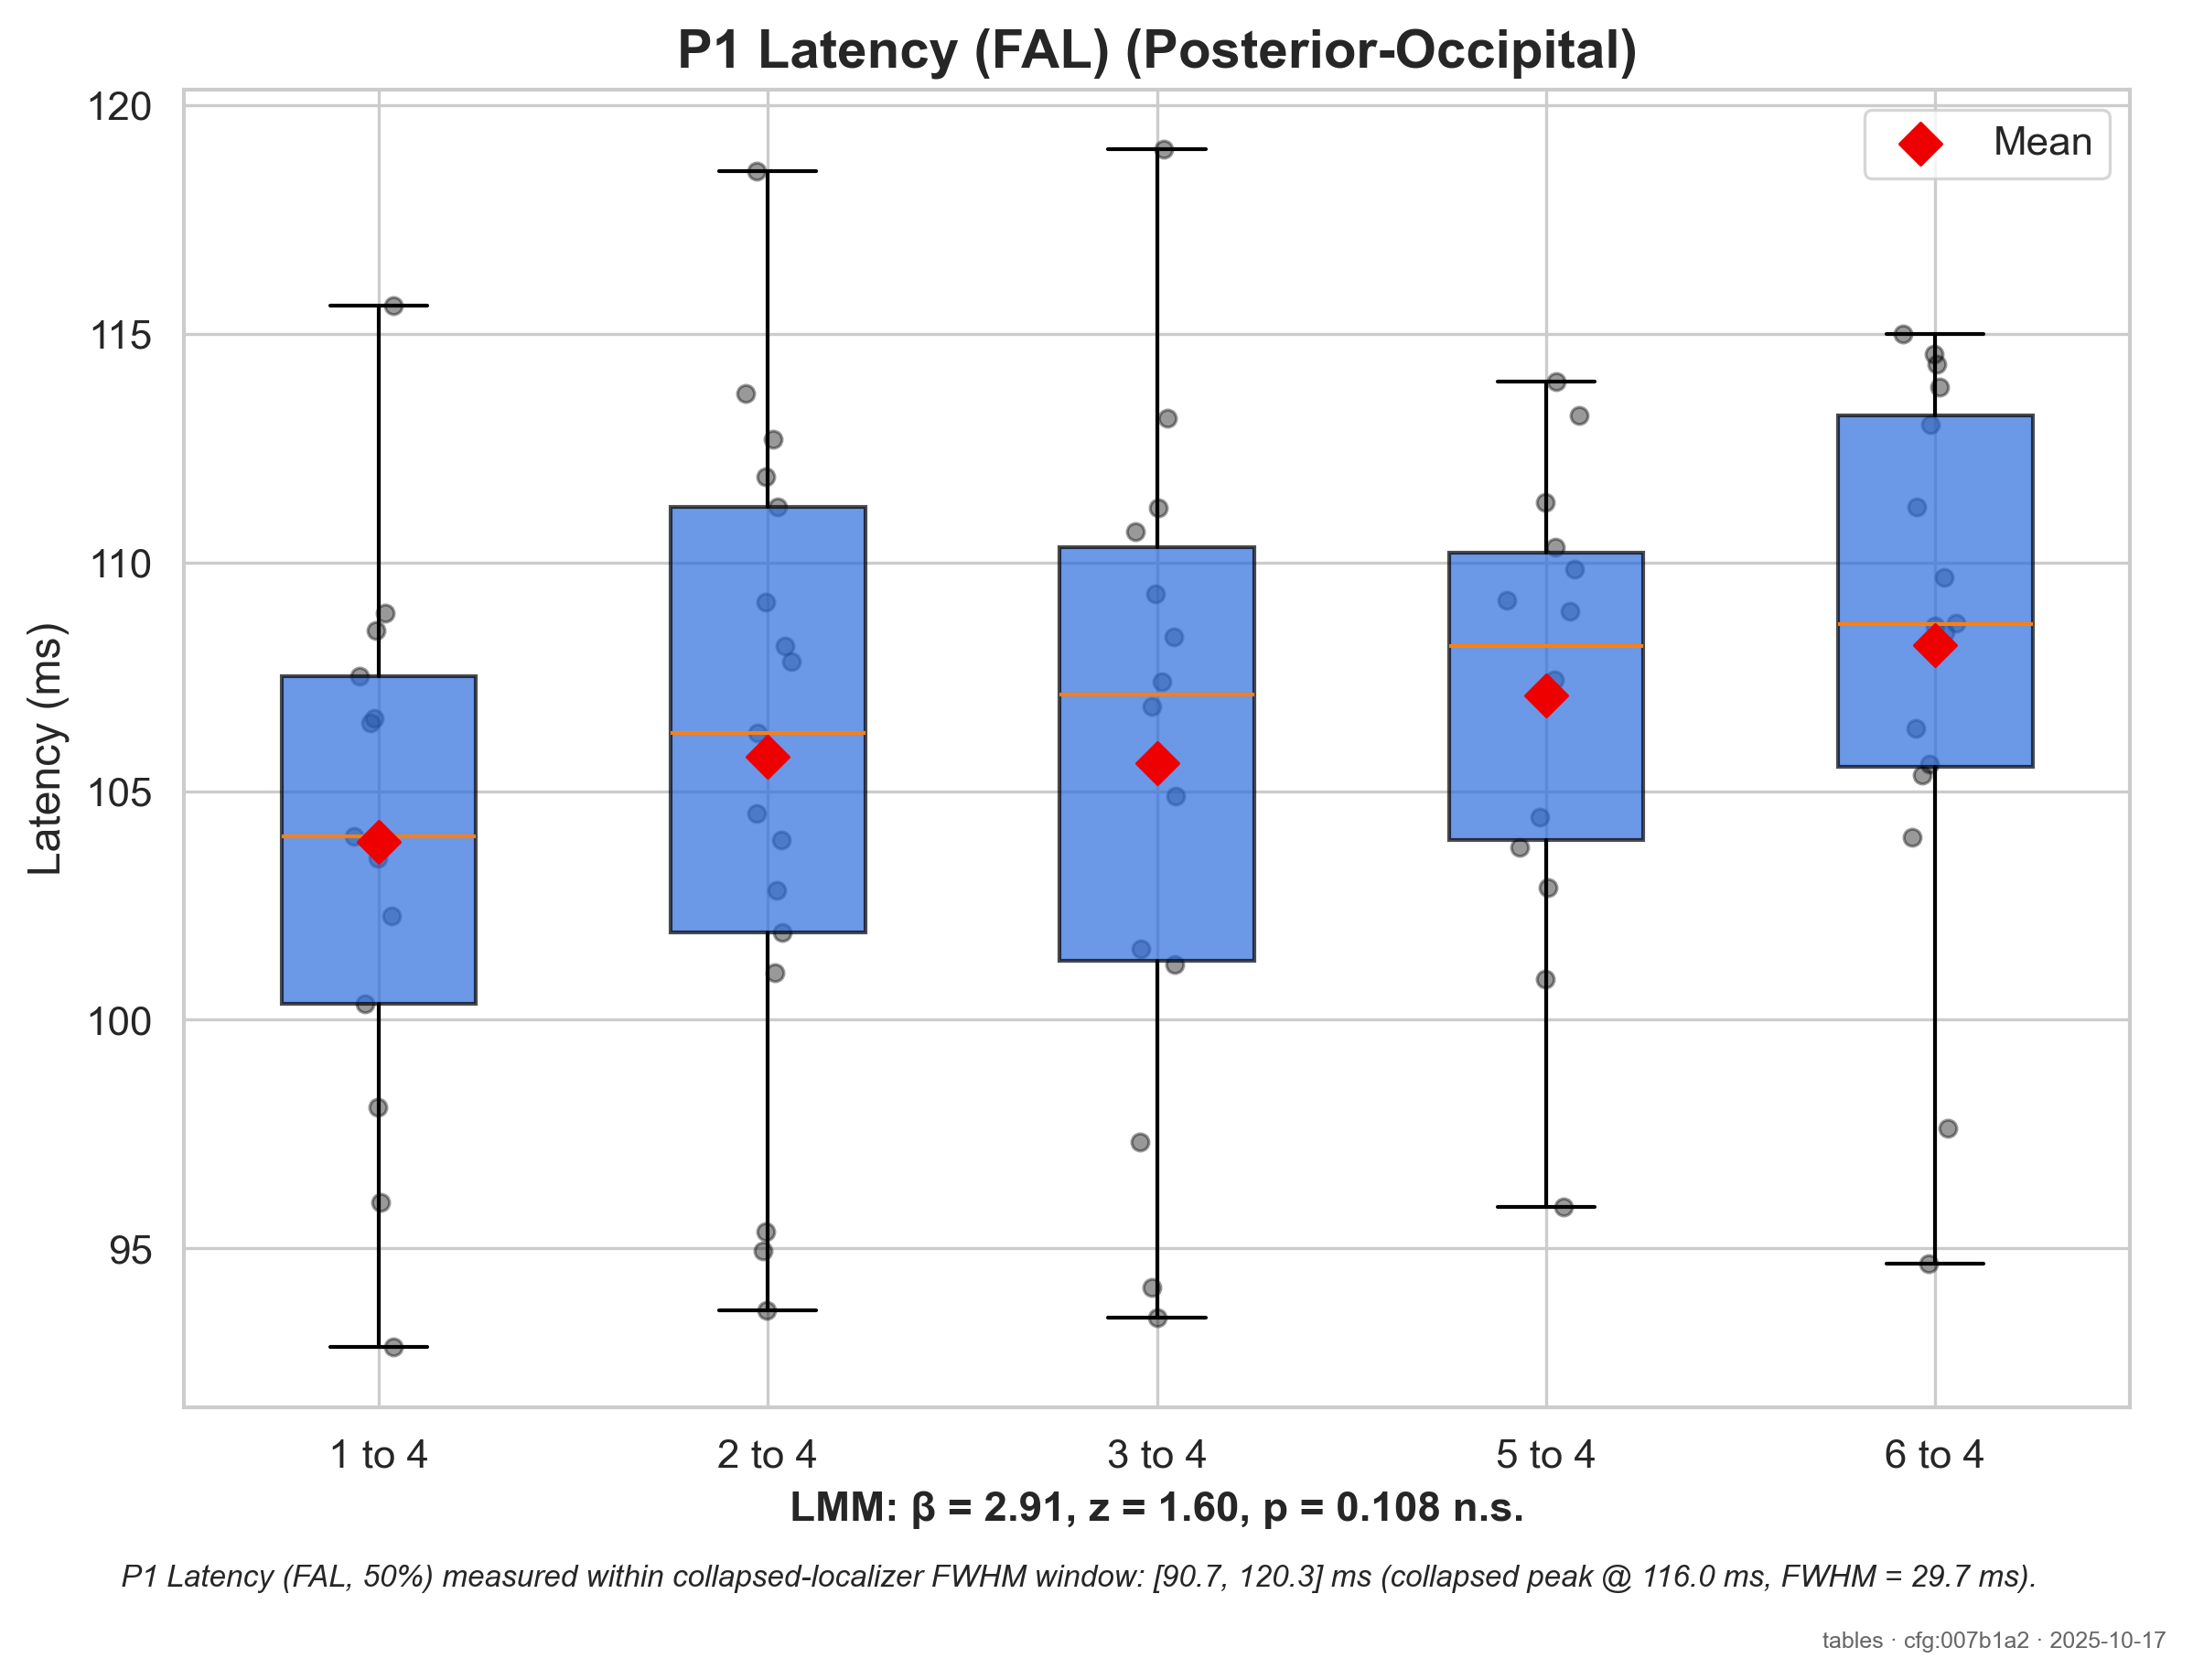 P1 Latency (FAL) (Posterior-Occipital)
120
115
110
105
100
95
Latency (ms)
Mean
1 to 4
2 to 4
3 to 4
5 to 4
6 to 4
LMM: β = 2.91, z = 1.60, p = 0.108 n.s.
P1 Latency (FAL, 50%) measured within collapsed-localizer FWHM window: [90.7, 120.3] ms (collapsed peak @ 116.0 ms, FWHM = 29.7 ms).
tables · cfg:007b1a2 · 2025-10-17